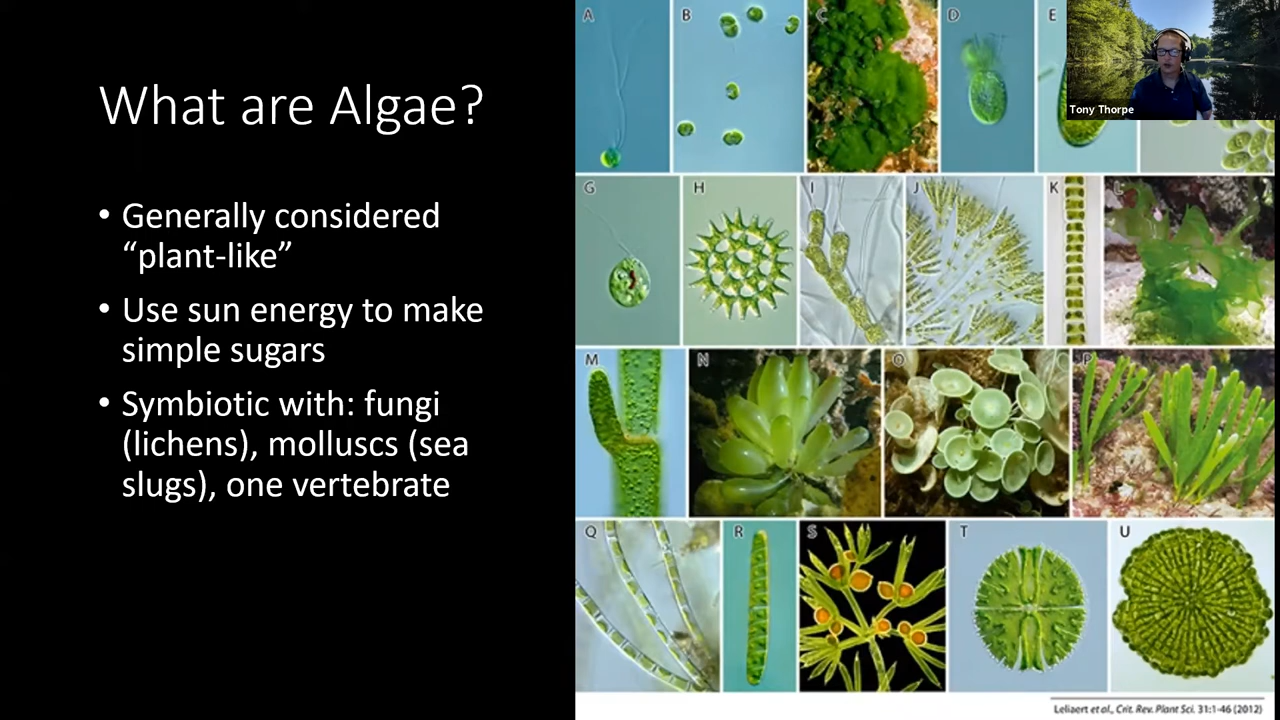 What are Algae?
• Generally considered
“plant-like”
• Use sun energy to make
simple sugars
• Symbiotic with: fungi
(lichens), molluscs (sea
slugs), one vertebrate
A B C D E
Tony Thorpe
G H I J K L
M N O P
Q R S T U
Leliaert et al., Crit. Rev. Plant Sci. 31:1-46 (2012)